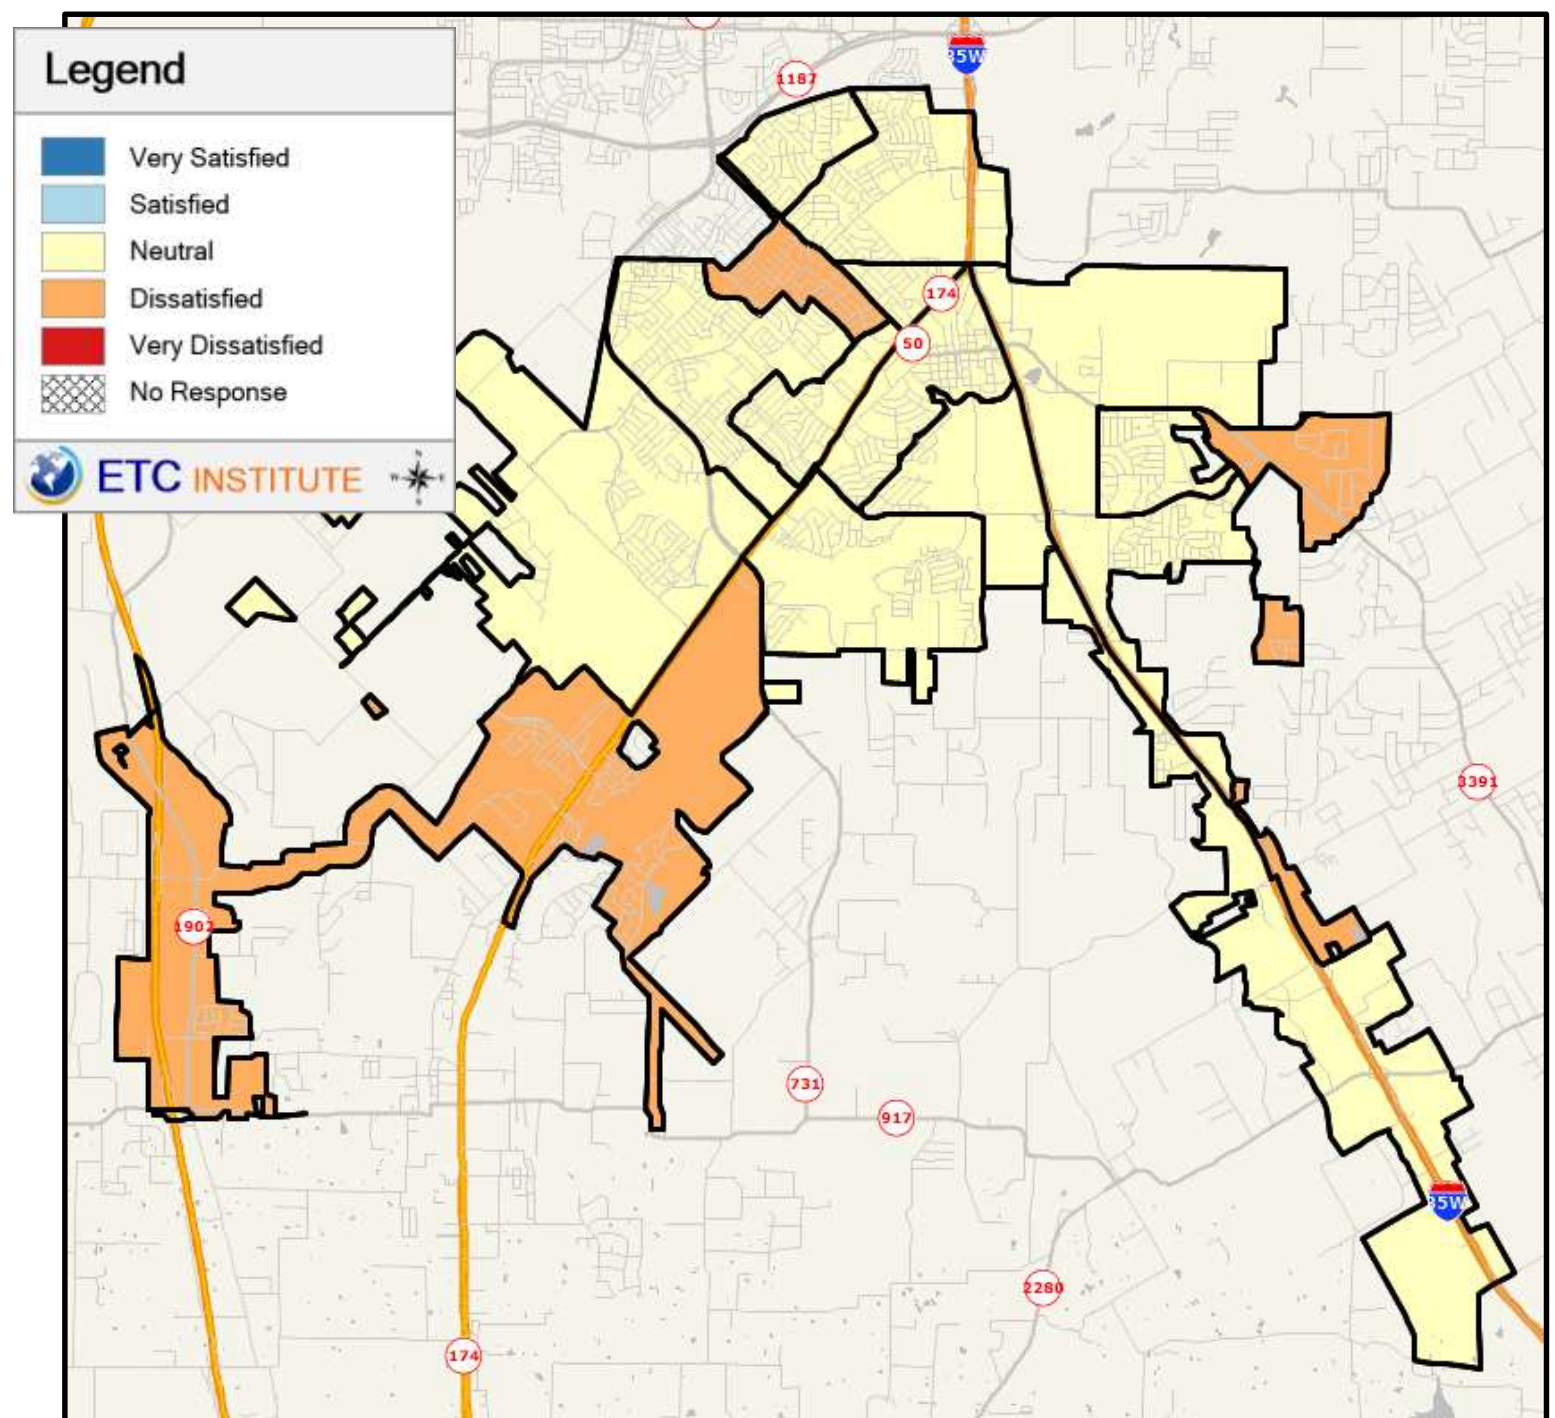 Legend
Very Satisfied
Satisfied
Neutral
Dissatisfied
Very Dissatisfied
No Response
ETC INSTITUTE
35W
1187
174
50
3391
1902
731
917
35W
2280
174